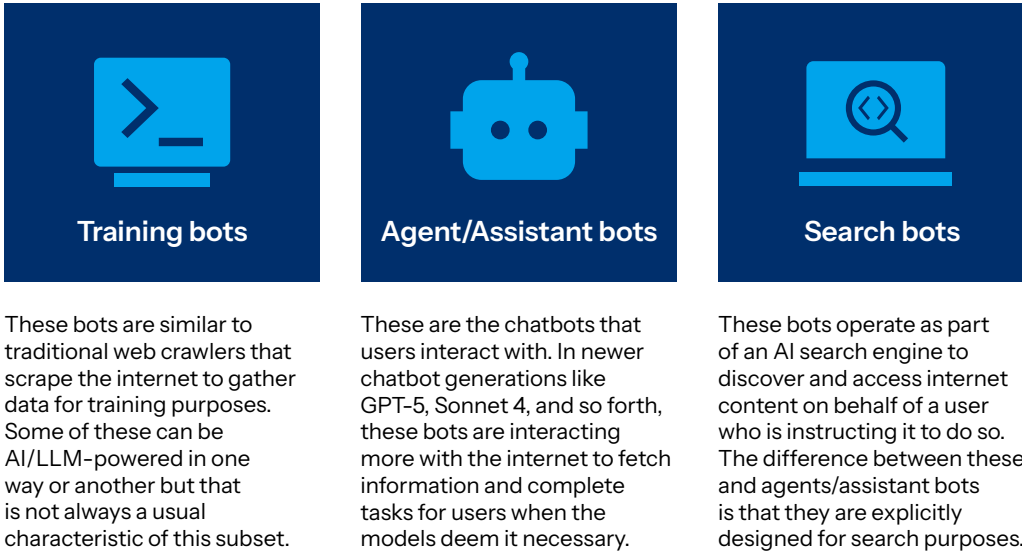 Training bots
These bots are similar to
traditional web crawlers that
scrape the internet to gather
data for training purposes.
Some of these can be
AI/LLM-powered in one
way or another but that
is not always a usual
characteristic of this subset.
Agent/Assistant bots
These are the chatbots that
users interact with. In newer
chatbot generations like
GPT-5, Sonnet 4, and so forth,
these bots are interacting
more with the internet to fetch
information and complete
tasks for users when the
models deem it necessary.
Search bots
These bots operate as part
of an AI search engine to
discover and access internet
content on behalf of a user
who is instructing it to do so.
The difference between these
and agents/assistant bots
is that they are explicitly
designed for search purposes.